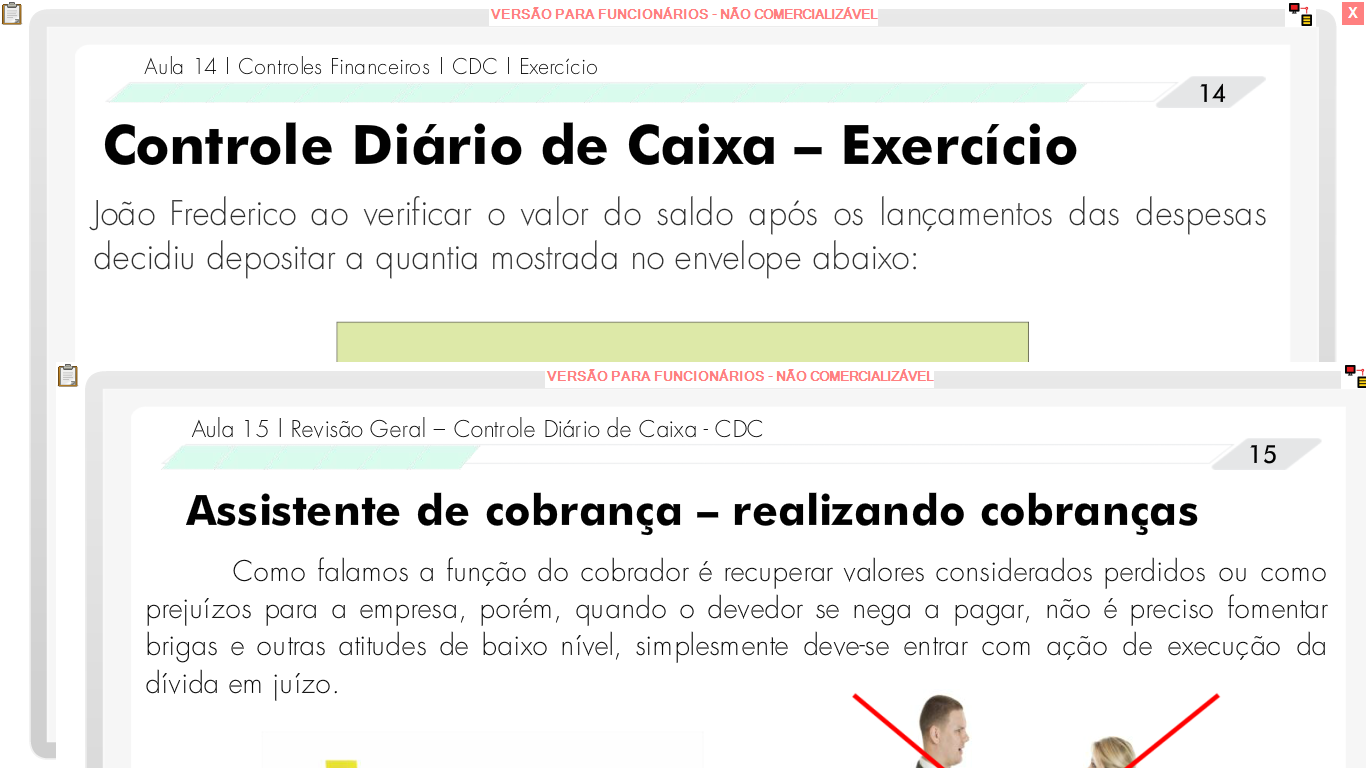 VERSÃO PARA FUNCIONÁRIOS - NÃO COMERCIALIZÁVEL
X
Aula 14 | Controles Financeiros | CDC | Exercício
14
Controle Diário de Caixa – Exercício
João Frederico ao verificar o valor do saldo após os lançamentos das despesas
decidiu depositar a quantia mostrada no envelope abaixo:
VERSÃO PARA FUNCIONÁRIOS - NÃO COMERCIALIZÁVEL
Aula 15 | Revisão Geral – Controle Diário de Caixa - CDC
15
Assistente de cobrança – realizando cobranças
Como falamos a função do cobrador é recuperar valores considerados perdidos ou como
prejuízos para a empresa, porém, quando o devedor se nega a pagar, não é preciso fomentar
brigas e outras atitudes de baixo nível, simplesmente deve-se entrar com ação de execução da
dívida em juízo.